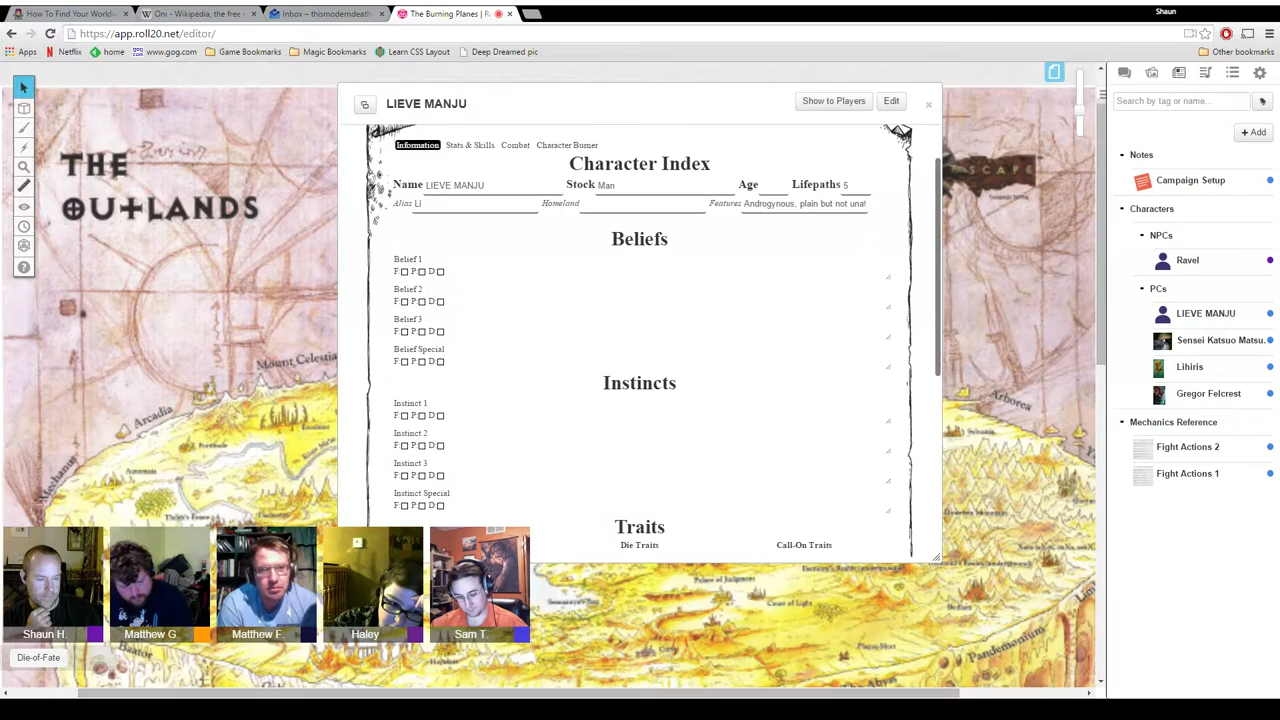 Shaun
How To Find Your Worldw
Oni - Wikipedia, the free e
Inbox – thismoderndeath
The Burning Planes | R
https://app.roll20.net/editor/
Apps
Netflix
home
www.gog.com
Game Bookmarks
Magic Bookmarks
Learn CSS Layout
Deep Dreamed pic
Other bookmarks
THE
OUTLANDS
Mount Celestia
Arcadia
Mechanus
Arborea
Pandemonium
Baator
LIEVE MANJU
Show to Players
Edit
Information Stats & Skills Combat Character Burner
Character Index
Name LIEVE MANJU Stock Man Age Lifepaths 5
Alias Li Homeland Features Androgynous, plain but not unat
Beliefs
Belief 1
F: P: D:
Belief 2
F: P: D:
Belief 3
F: P: D:
Belief Special
F: P: D:
Instincts
Instinct 1
F: P: D:
Instinct 2
F: P: D:
Instinct 3
F: P: D:
Instinct Special
F: P: D:
Traits
Die Traits Call-On Traits
Search by tag or name...
+ Add
Notes
Campaign Setup
Characters
NPCs
Ravel
PCs
LIEVE MANJU
Sensei Katsuo Matsu.
Lihiris
Gregor Felcrest
Mechanics Reference
Fight Actions 2
Fight Actions 1
Shaun H.
Matthew G.
Matthew F.
Haley
Sam T.
Die-of-Fate